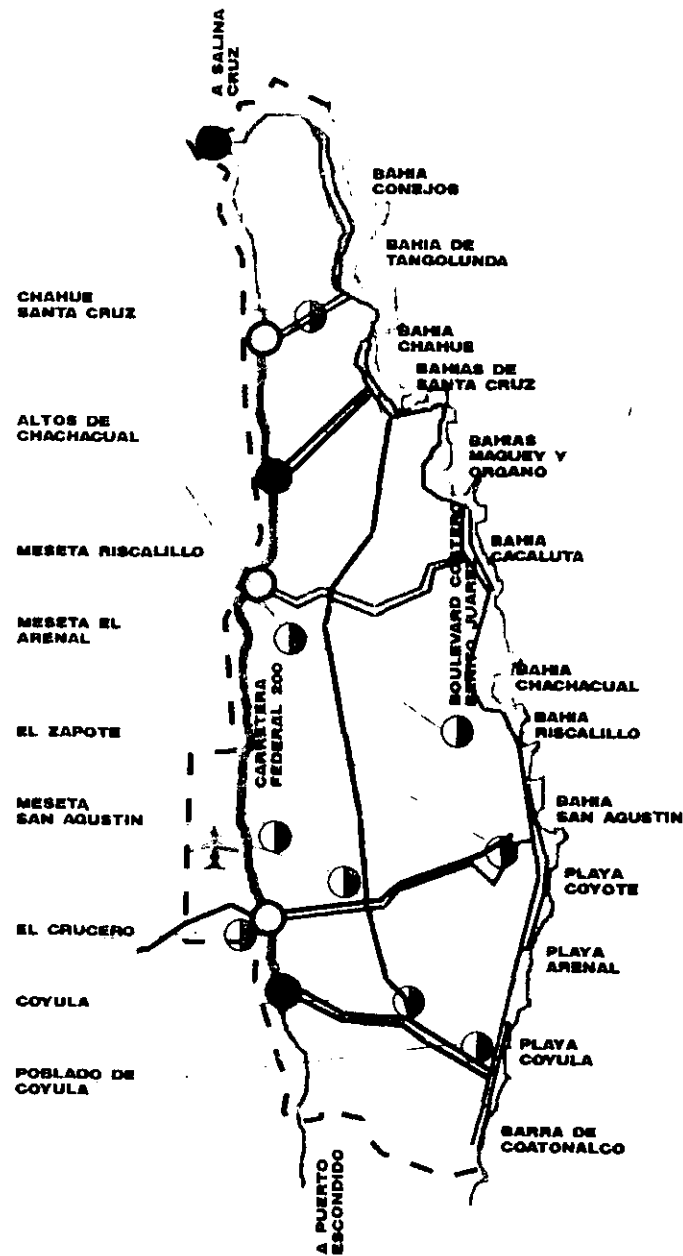 A SALINA
CRUZ
BAHIA
CONEJOS
BAHIA DE
TANGOLUNDA
CHAHUE
SANTA CRUZ
BAHIA
CHAHUE
BAHIAS DE
SANTA CRUZ
ALTOS DE
CHACHACUAL
BAHIAS
MAGUEY Y
ORGANO
MESETA RISCALILLO
BAHIA
CACALUTA
MESETA EL
ARENAL
BOULEVARD COSTERO
BENITO JUAREZ
BAHIA
CHACHACUAL
CARRETERA
FEDERAL 200
EL ZAPOTE
BAHIA
RISCALILLO
MESETA
SAN AGUSTIN
BAHIA
SAN AGUSTIN
PLAYA
COYOTE
EL CRUCERO
PLAYA
ARENAL
COYULA
PLAYA
COYULA
POBLADO DE
COYULA
BARRA DE
COATONALCO
A PUERTO
ESCONDIDO